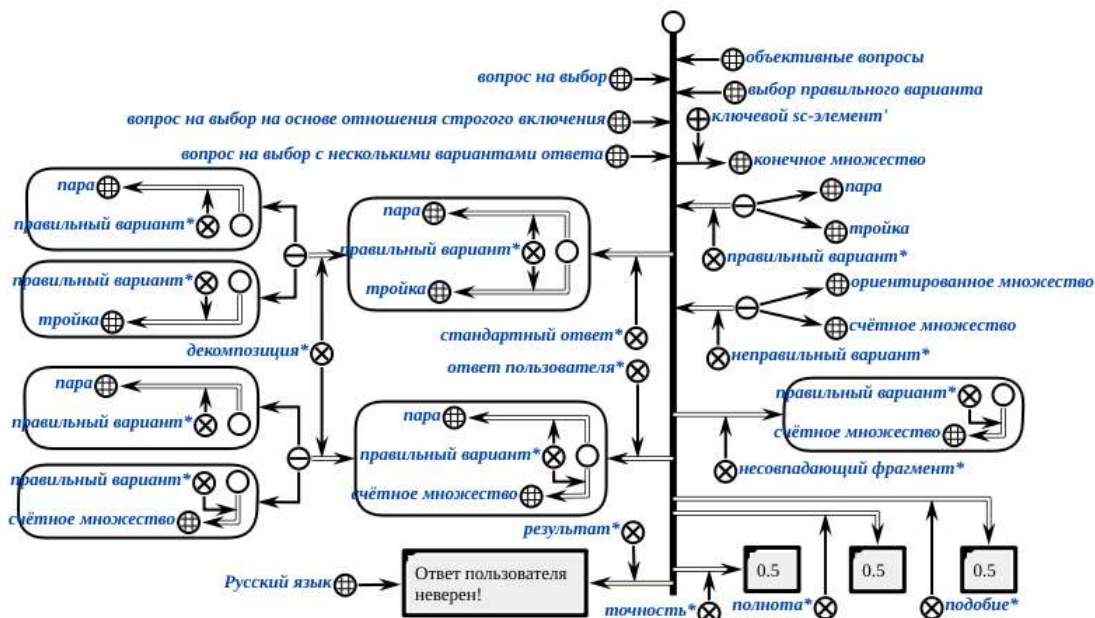 объективные вопросы
вопрос на выбор
выбор правильного варианта
вопрос на выбор на основе отношения строгого включения
ключевой sc-элемент'
вопрос на выбор с несколькими вариантами ответа
конечное множество
пара
правильный вариант*
правильный вариант*
тройка
пара
правильный вариант*
тройка
пара
тройка
правильный вариант*
ориентированное множество
счётное множество
неправильный вариант*
декомпозиция*
стандартный ответ*
ответ пользователя*
пара
правильный вариант*
правильный вариант*
счётное множество
пара
правильный вариант*
счётное множество
правильный вариант*
счётное множество
несовпадающий фрагмент*
результат*
Русский язык
Ответ пользователя
неверен!
0.5
0.5
0.5
точность*
полнота*
подобие*